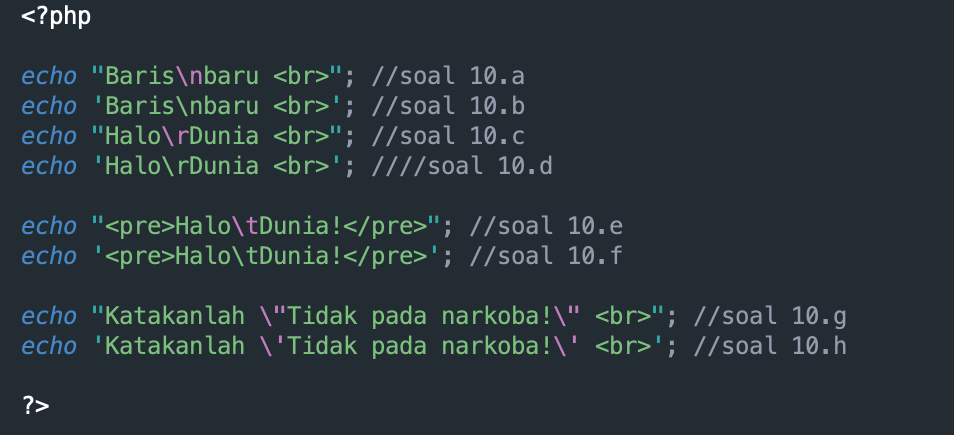 <?php
echo "Baris\nbaru <br>"; //soal 10.a
echo 'Baris\nbaru <br>'; //soal 10.b
echo "Halo\rDunia <br>"; //soal 10.c
echo 'Halo\rDunia <br>'; ////soal 10.d
echo "<pre>Halo\tDunia!</pre>"; //soal 10.e
echo '<pre>Halo\tDunia!</pre>'; //soal 10.f
echo "Katakanlah \"Tidak pada narkoba!\" <br>"; //soal 10.g
echo 'Katakanlah \'Tidak pada narkoba!\' <br>'; //soal 10.h
?>